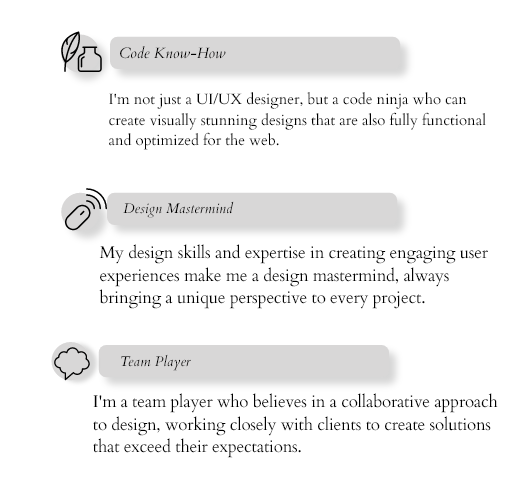 Code Know-How
I'm not just a UI/UX designer, but a code ninja who can
create visually stunning designs that are also fully functional
and optimized for the web.
Design Mastermind
My design skills and expertise in creating engaging user
experiences make me a design mastermind, always
bringing a unique perspective to every project.
Team Player
I'm a team player who believes in a collaborative approach
to design, working closely with clients to create solutions
that exceed their expectations.